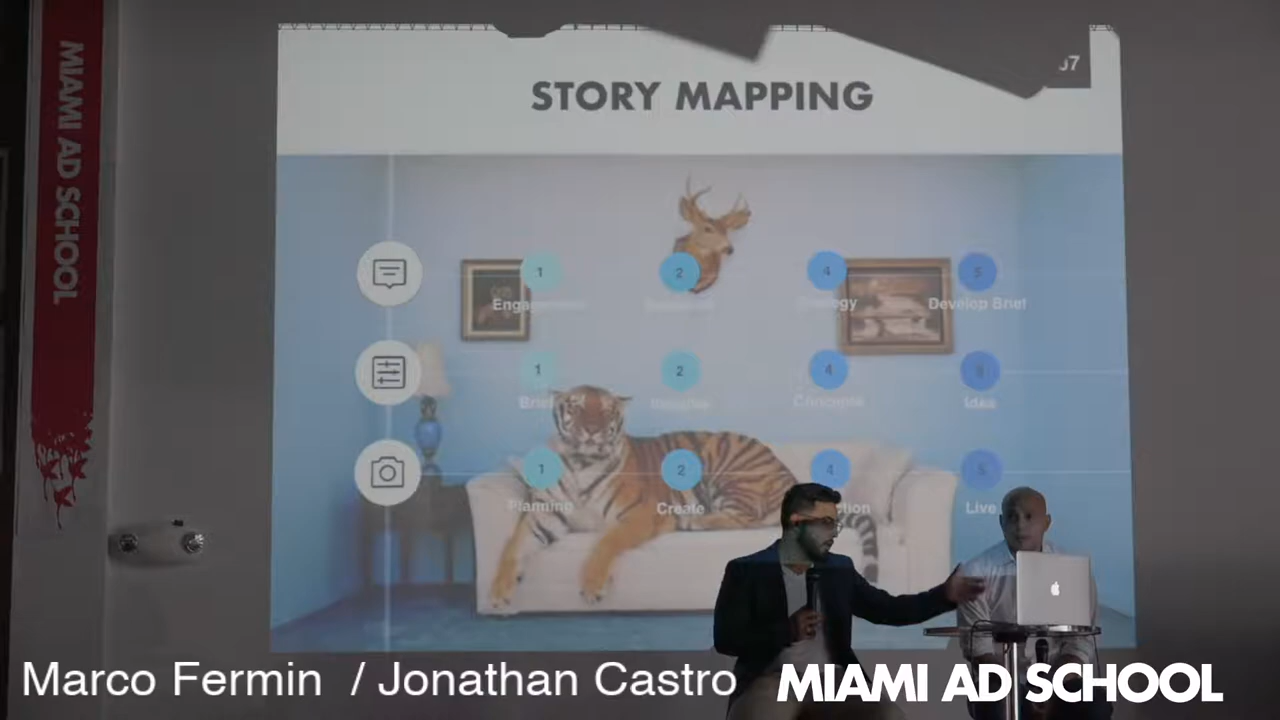 MIAMI AD SCHOOL
57
STORY MAPPING
1 2 4 5
Develop Brief
1 2 4
Idea
1 2 4 5
Planning Create Live
Marco Fermin / Jonathan Castro
MIAMI AD SCHOOL